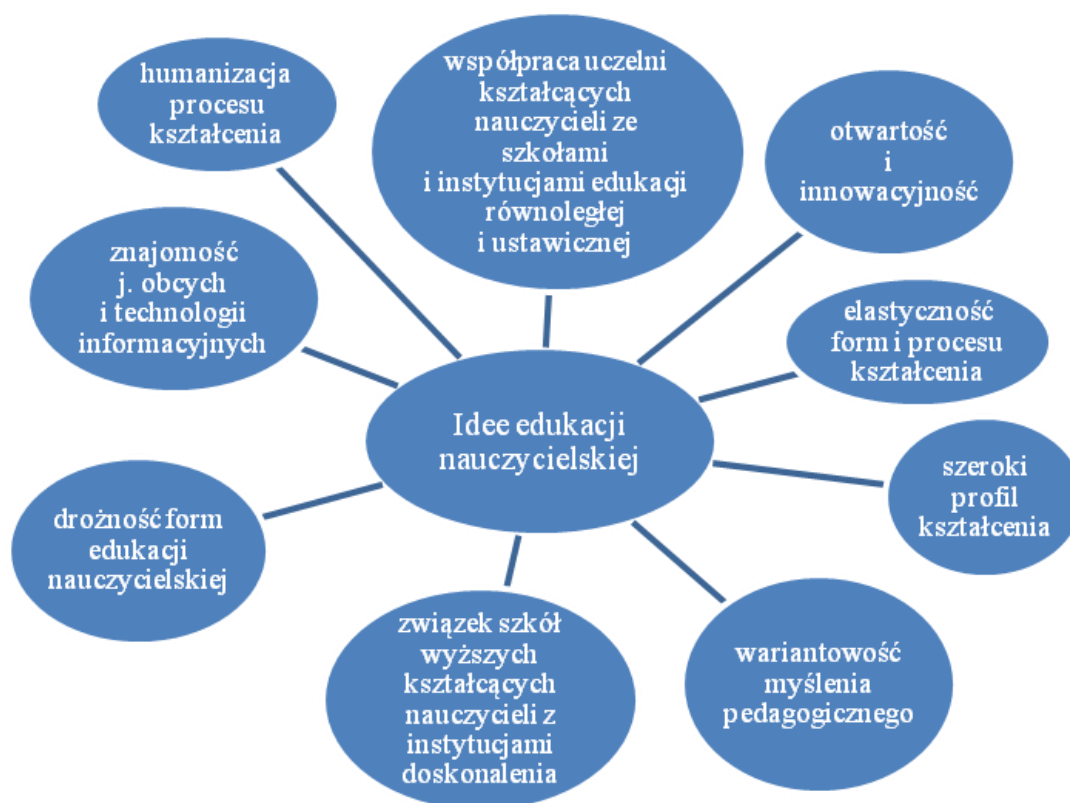 humanizacja
procesu
kształcenia
współpraca uczelni
kształcących
nauczycieli ze
szkołami
i instytucjami edukacji
równoległej
i ustawicznej
otwartość
i
innowacyjność
znajomość
j. obcych
i technologii
informacyjnych
elastyczność
form i procesu
kształcenia
Idee edukacji
nauczycielskiej
szeroki
profil
kształcenia
drożność form
edukacji
nauczycielskiej
związek szkół
wyższych
kształcących
nauczycieli z
instytucjami
doskonalenia
wariantowość
myślenia
pedagogicznego